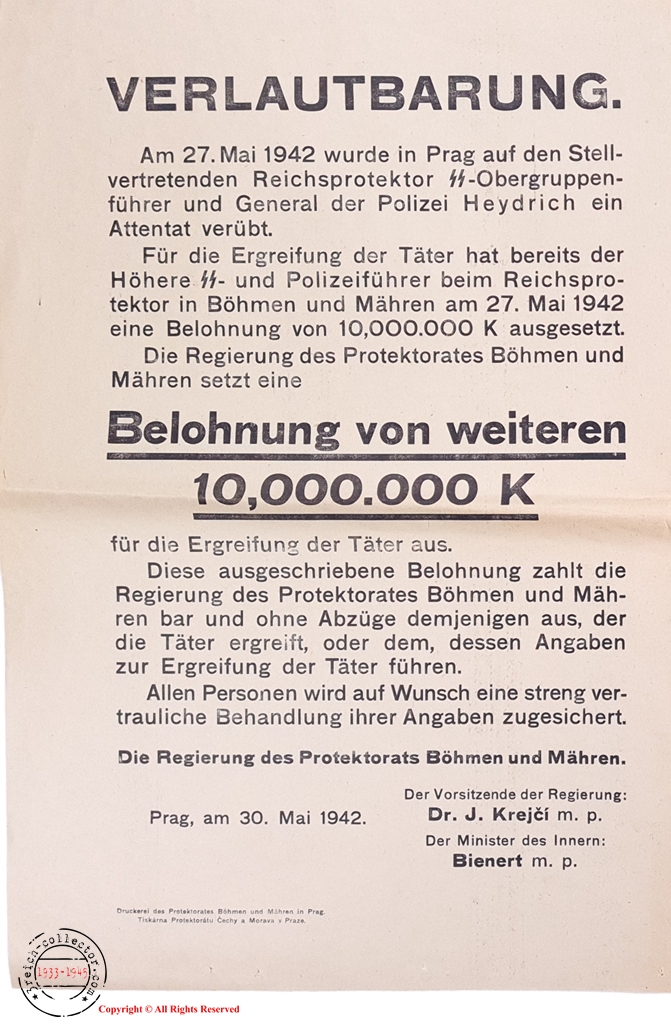 VERLAUTBARUNG.
Am 27. Mai 1942 wurde in Prag auf den Stell-
vertretenden Reichsprotektor ᛋᛋ-Obergruppen-
führer und General der Polizei Heydrich ein
Attentat verübt.
Für die Ergreifung der Täter hat bereits der
Höhere ᛋᛋ- und Polizeiführer beim Reichspro-
tektor in Böhmen und Mähren am 27. Mai 1942
eine Belohnung von 10,000.000 K ausgesetzt.
Die Regierung des Protektorates Böhmen und
Mähren setzt eine
Belohnung von weiteren
10,000.000 K
für die Ergreifung der Täter aus.
Diese ausgeschriebene Belohnung zahlt die
Regierung des Protektorates Böhmen und Mäh-
ren bar und ohne Abzüge demjenigen aus, der
die Täter ergreift, oder dem, dessen Angaben
zur Ergreifung der Täter führen.
Allen Personen wird auf Wunsch eine streng ver-
trauliche Behandlung ihrer Angaben zugesichert.
Die Regierung des Protektorats Böhmen und Mähren.
Prag, am 30. Mai 1942.
Der Vorsitzende der Regierung:
Dr. J. Krejčí m. p.
Der Minister des Innern:
Bienert m. p.
Druckerei des Protektorates Böhmen und Mähren in Prag.
Tiskárna Protektorátu Čechy a Morava v Praze.
3reich-collector.com
1933-1945
Copyright © All Rights Reserved